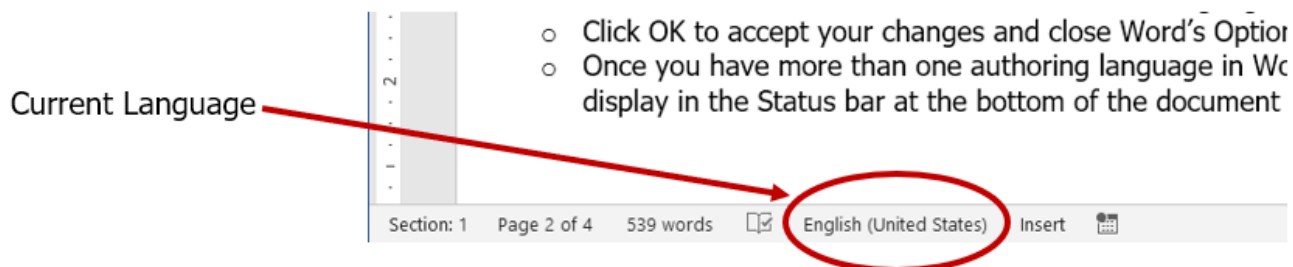 Click OK to accept your changes and close Word's Option
Once you have more than one authoring language in
display in the Status bar at the bottom of the document
Current Language
2
Section: 1 Page 2 of 4 539 words English (United States) Insert